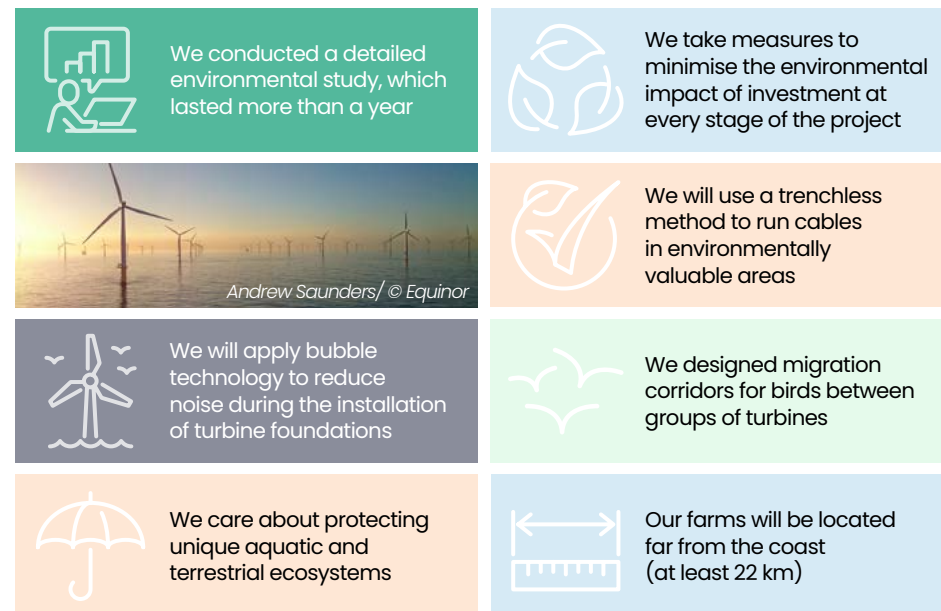 We conducted a detailed
environmental study, which
lasted more than a year
We take measures to
minimise the environmental
impact of investment at
every stage of the project
Andrew Saunders/ © Equinor
We will use a trenchless
method to run cables
in environmentally
valuable areas
We will apply bubble
technology to reduce
noise during the installation
of turbine foundations
We designed migration
corridors for birds between
groups of turbines
We care about protecting
unique aquatic and
terrestrial ecosystems
Our farms will be located
far from the coast
(at least 22 km)